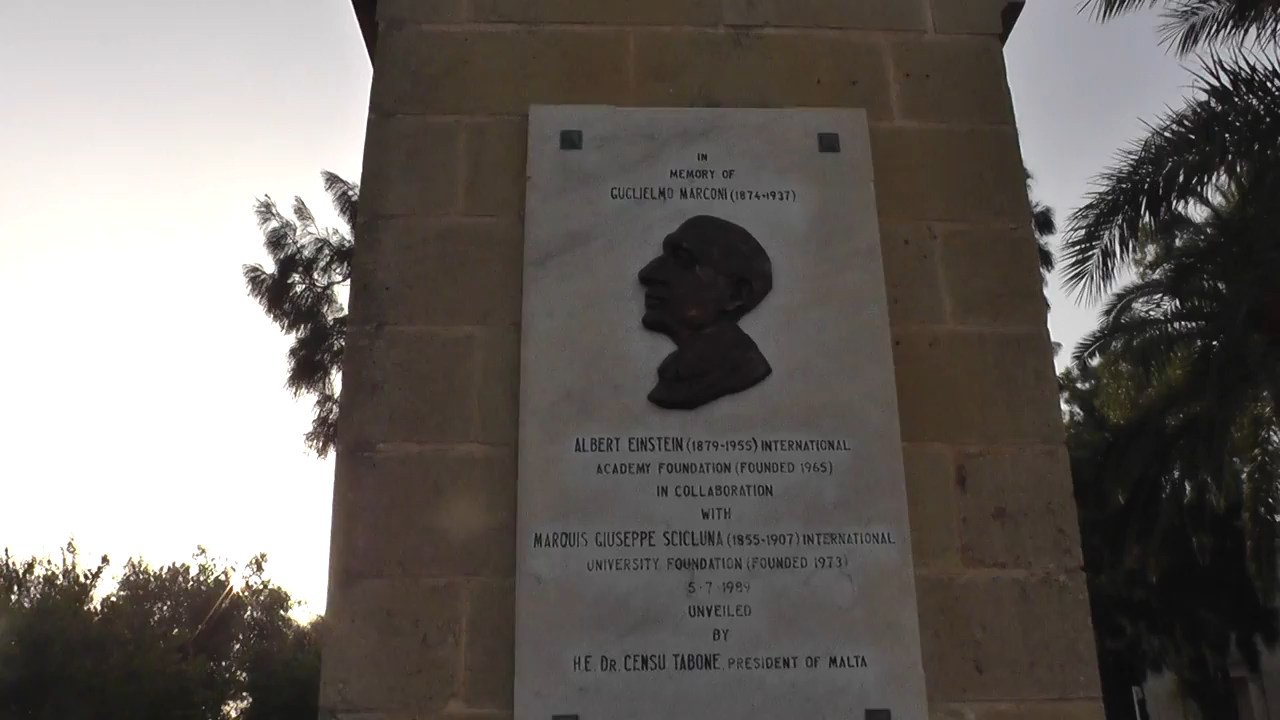 IN
MEMORY OF
GUGLIELMO MARCONI (1874-1937)
ALBERT EINSTEIN (1879-1955) INTERNATIONAL
ACADEMY FOUNDATION (FOUNDED 1965)
IN COLLABORATION
WITH
MARQUIS GIUSEPPE SCICLUNA (1855-1907) INTERNATIONAL
UNIVERSITY FOUNDATION (FOUNDED 1973)
5·7·1989
UNVEILED
BY
H.E. DR. CENSU TABONE, PRESIDENT OF MALTA